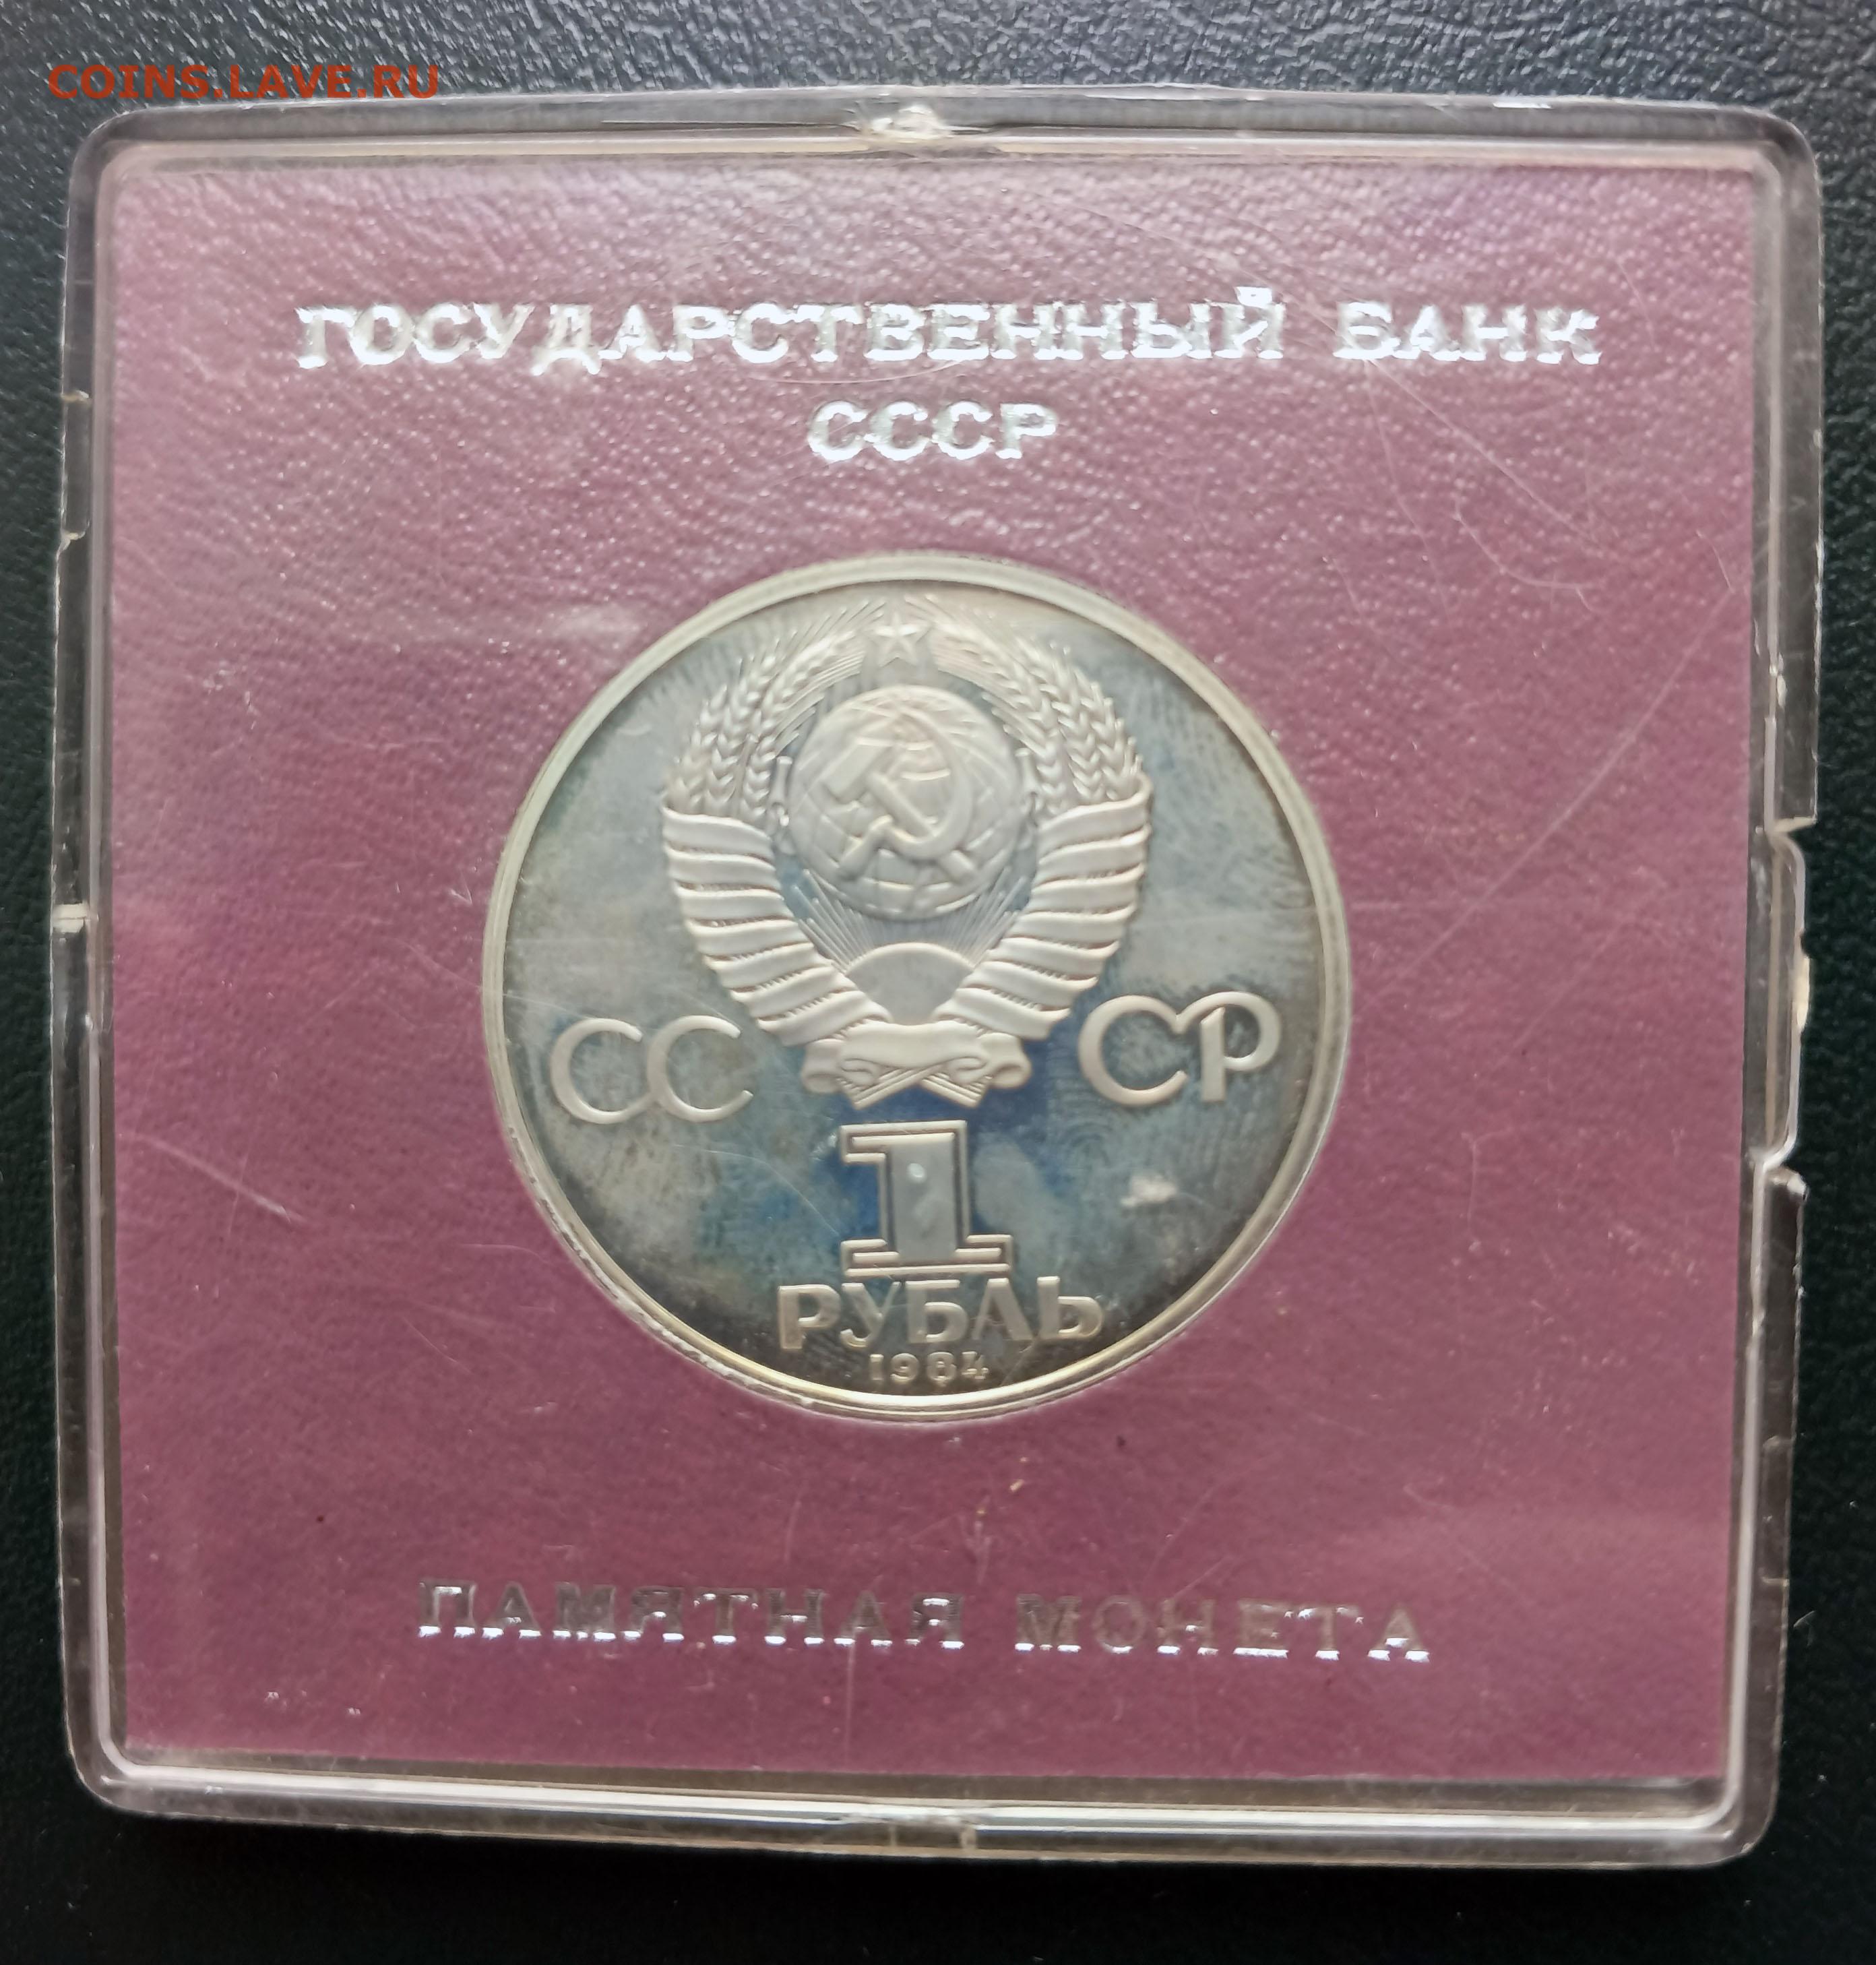 COINS.LAVE.RU
ГОСУДАРСТВЕННЫЙ БАНК
СССР
СС СР
1
РУБЛЬ
1984
ПАМЯТНАЯ МОНЕТА